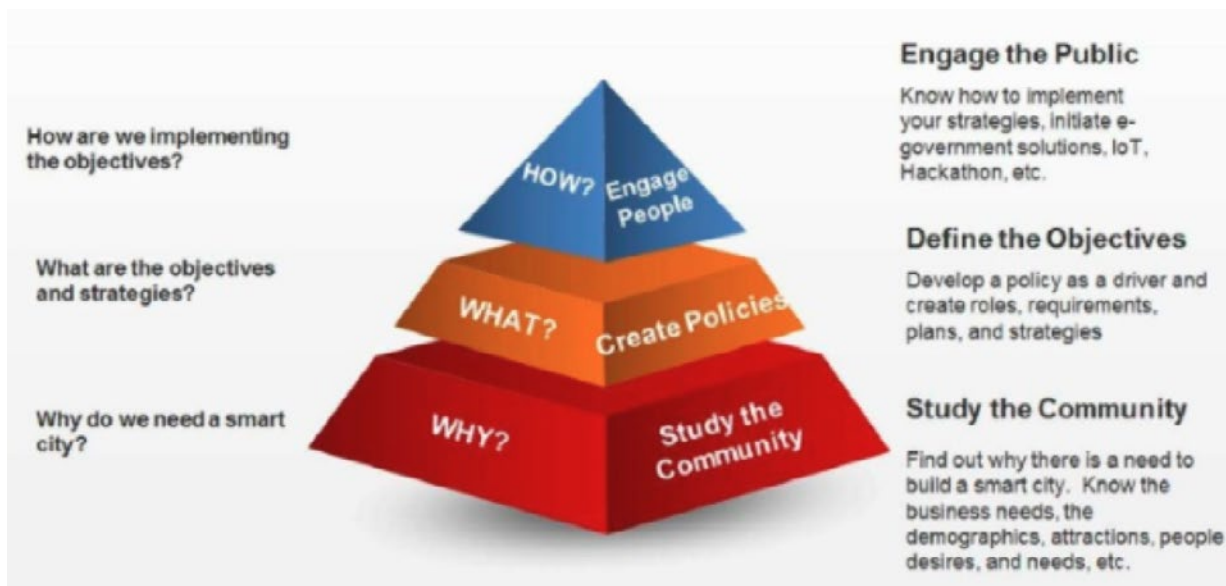 Engage the Public
Know how to implement
your strategies, initiate e-
government solutions, IoT,
Hackathon, etc.
How are we implementing
the objectives?
HOW?
Engage
People
Define the Objectives
Develop a policy as a driver and
create roles, requirements,
plans, and strategies
What are the objectives
and strategies?
WHAT?
Create Policies
Study the Community
Find out why there is a need to
build a smart city. Know the
business needs, the
demographics, attractions, people
desires, and needs, etc.
Why do we need a smart
city?
WHY?
Study the
Community